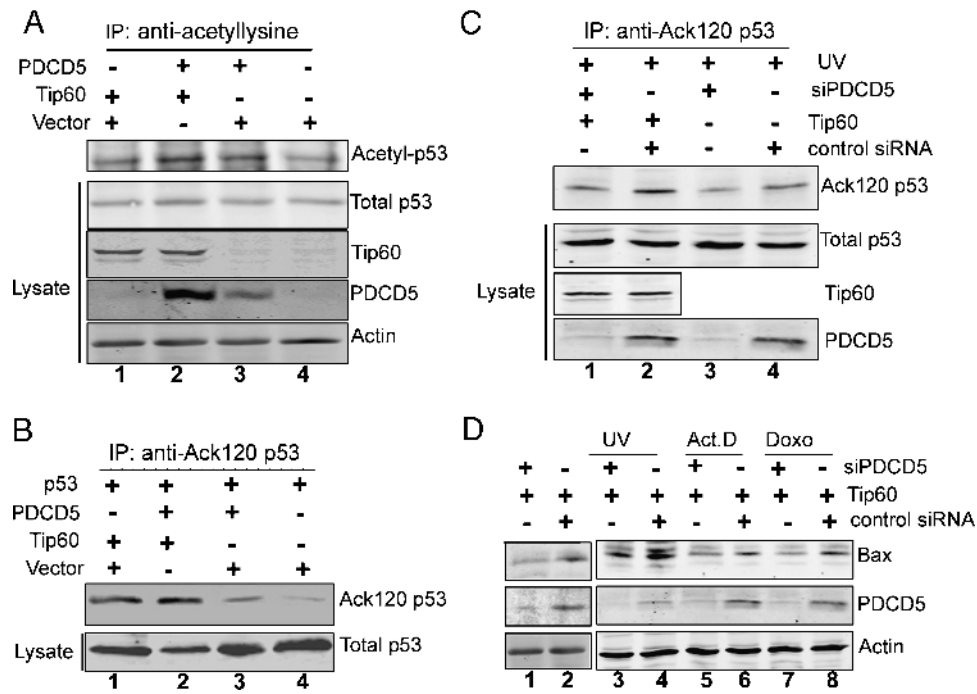 A
IP: anti-acetyllysine
PDCD5 - + + -
Tip60 + + - -
Vector + - + +
Acetyl-p53
Total p53
Tip60
Lysate
PDCD5
Actin
1 2 3 4
B
IP: anti-Ack120 p53
p53 + + + +
PDCD5 - + + -
Tip60 + + - -
Vector + - + +
Ack120 p53
Lysate
Total p53
1 2 3 4
C
IP: anti-Ack120 p53
+ + + + UV
+ - + - siPDCD5
+ + - - Tip60
- + - + control siRNA
Ack120 p53
Total p53
Lysate
Tip60
PDCD5
1 2 3 4
D
UV Act.D Doxo
+ - + - + - + - siPDCD5
+ + + + + + + + Tip60
- + - + - + - + control siRNA
Bax
PDCD5
Actin
1 2 3 4 5 6 7 8